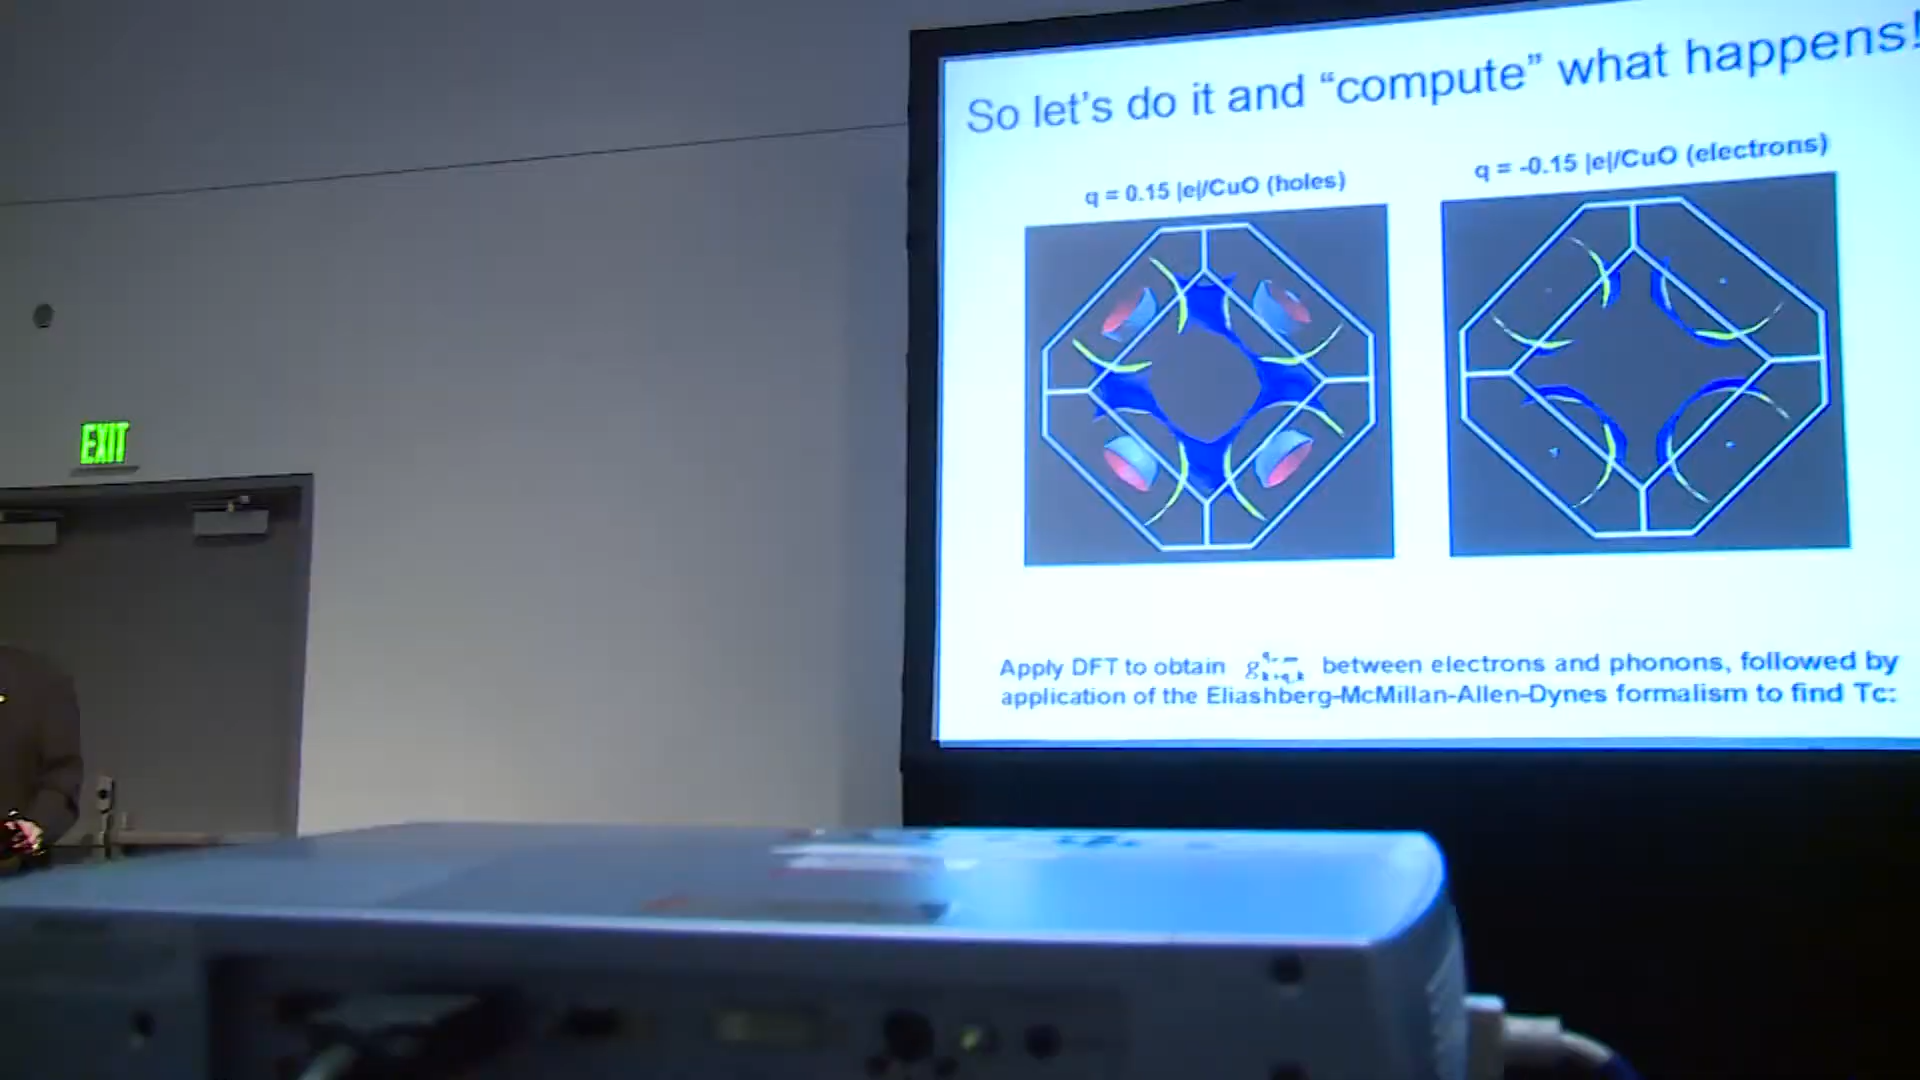 So let's do it and “compute” what happens!
q = 0.15 |e|/CuO (holes)
q = -0.15 |e|/CuO (electrons)
EXIT
Apply DFT to obtain g between electrons and phonons, followed by
application of the Eliashberg-McMillan-Allen-Dynes formalism to find Tc: